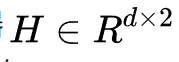 H ∈ R^{d×2}